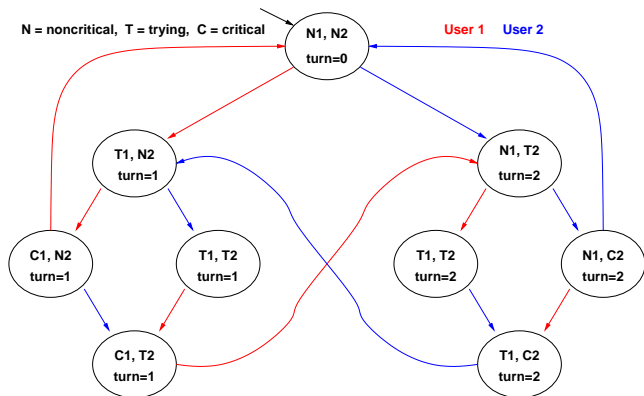 N = noncritical, T = trying, C = critical
User 1 User 2
N1, N2
turn=0
T1, N2
turn=1
N1, T2
turn=2
C1, N2
turn=1
T1, T2
turn=1
T1, T2
turn=2
N1, C2
turn=2
C1, T2
turn=1
T1, C2
turn=2